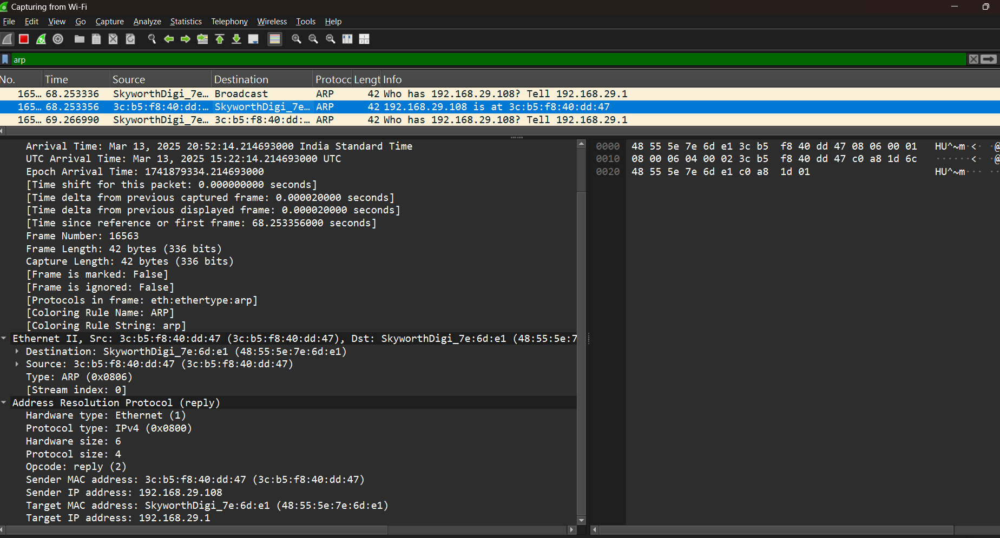 Capturing from Wi-Fi
File Edit View Go Capture Analyze Statistics Telephony Wireless Tools Help
arp
No. Time Source Destination Protocc Lengt Info
165… 68.253336 SkyworthDigi_7e… Broadcast ARP 42 Who has 192.168.29.108? Tell 192.168.29.1
165… 68.253356 3c:b5:f8:40:dd:… SkyworthDigi_7e… ARP 42 192.168.29.108 is at 3c:b5:f8:40:dd:47
165… 69.266990 SkyworthDigi_7e… 3c:b5:f8:40:dd:… ARP 42 Who has 192.168.29.108? Tell 192.168.29.1
Arrival Time: Mar 13, 2025 20:52:14.214693000 India Standard Time
UTC Arrival Time: Mar 13, 2025 15:22:14.214693000 UTC
Epoch Arrival Time: 1741879334.214693000
[Time shift for this packet: 0.000000000 seconds]
[Time delta from previous captured frame: 0.000020000 seconds]
[Time delta from previous displayed frame: 0.000020000 seconds]
[Time since reference or first frame: 68.253356000 seconds]
Frame Number: 16563
Frame Length: 42 bytes (336 bits)
Capture Length: 42 bytes (336 bits)
[Frame is marked: False]
[Frame is ignored: False]
[Protocols in frame: eth:ethertype:arp]
[Coloring Rule Name: ARP]
[Coloring Rule String: arp]
Ethernet II, Src: 3c:b5:f8:40:dd:47 (3c:b5:f8:40:dd:47), Dst: SkyworthDigi_7e:6d:e1 (48:55:5e:7
Destination: SkyworthDigi_7e:6d:e1 (48:55:5e:7e:6d:e1)
Source: 3c:b5:f8:40:dd:47 (3c:b5:f8:40:dd:47)
Type: ARP (0x0806)
[Stream index: 0]
Address Resolution Protocol (reply)
Hardware type: Ethernet (1)
Protocol type: IPv4 (0x0800)
Hardware size: 6
Protocol size: 4
Opcode: reply (2)
Sender MAC address: 3c:b5:f8:40:dd:47 (3c:b5:f8:40:dd:47)
Sender IP address: 192.168.29.108
Target MAC address: SkyworthDigi_7e:6d:e1 (48:55:5e:7e:6d:e1)
Target IP address: 192.168.29.1
0000 48 55 5e 7e 6d e1 3c b5 f8 40 dd 47 08 06 00 01 HU^~m·<· ·@
0010 08 00 06 04 00 02 3c b5 f8 40 dd 47 c0 a8 1d 6c ······<· ·@
0020 48 55 5e 7e 6d e1 c0 a8 1d 01 HU^~m··· ··